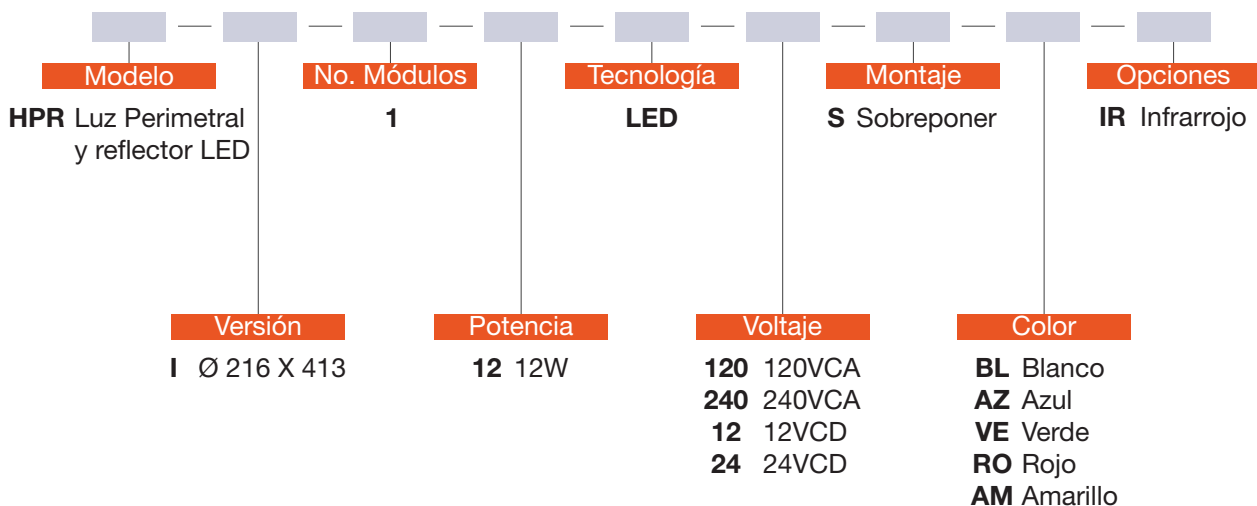 Modelo
HPR Luz Perimetral
y reflector LED
No. Módulos
1
Tecnología
LED
Montaje
S Sobreponer
Opciones
IR Infrarrojo
Versión
I Ø 216 X 413
Potencia
12 12W
Voltaje
120 120VCA
240 240VCA
12 12VCD
24 24VCD
Color
BL Blanco
AZ Azul
VE Verde
RO Rojo
AM Amarillo